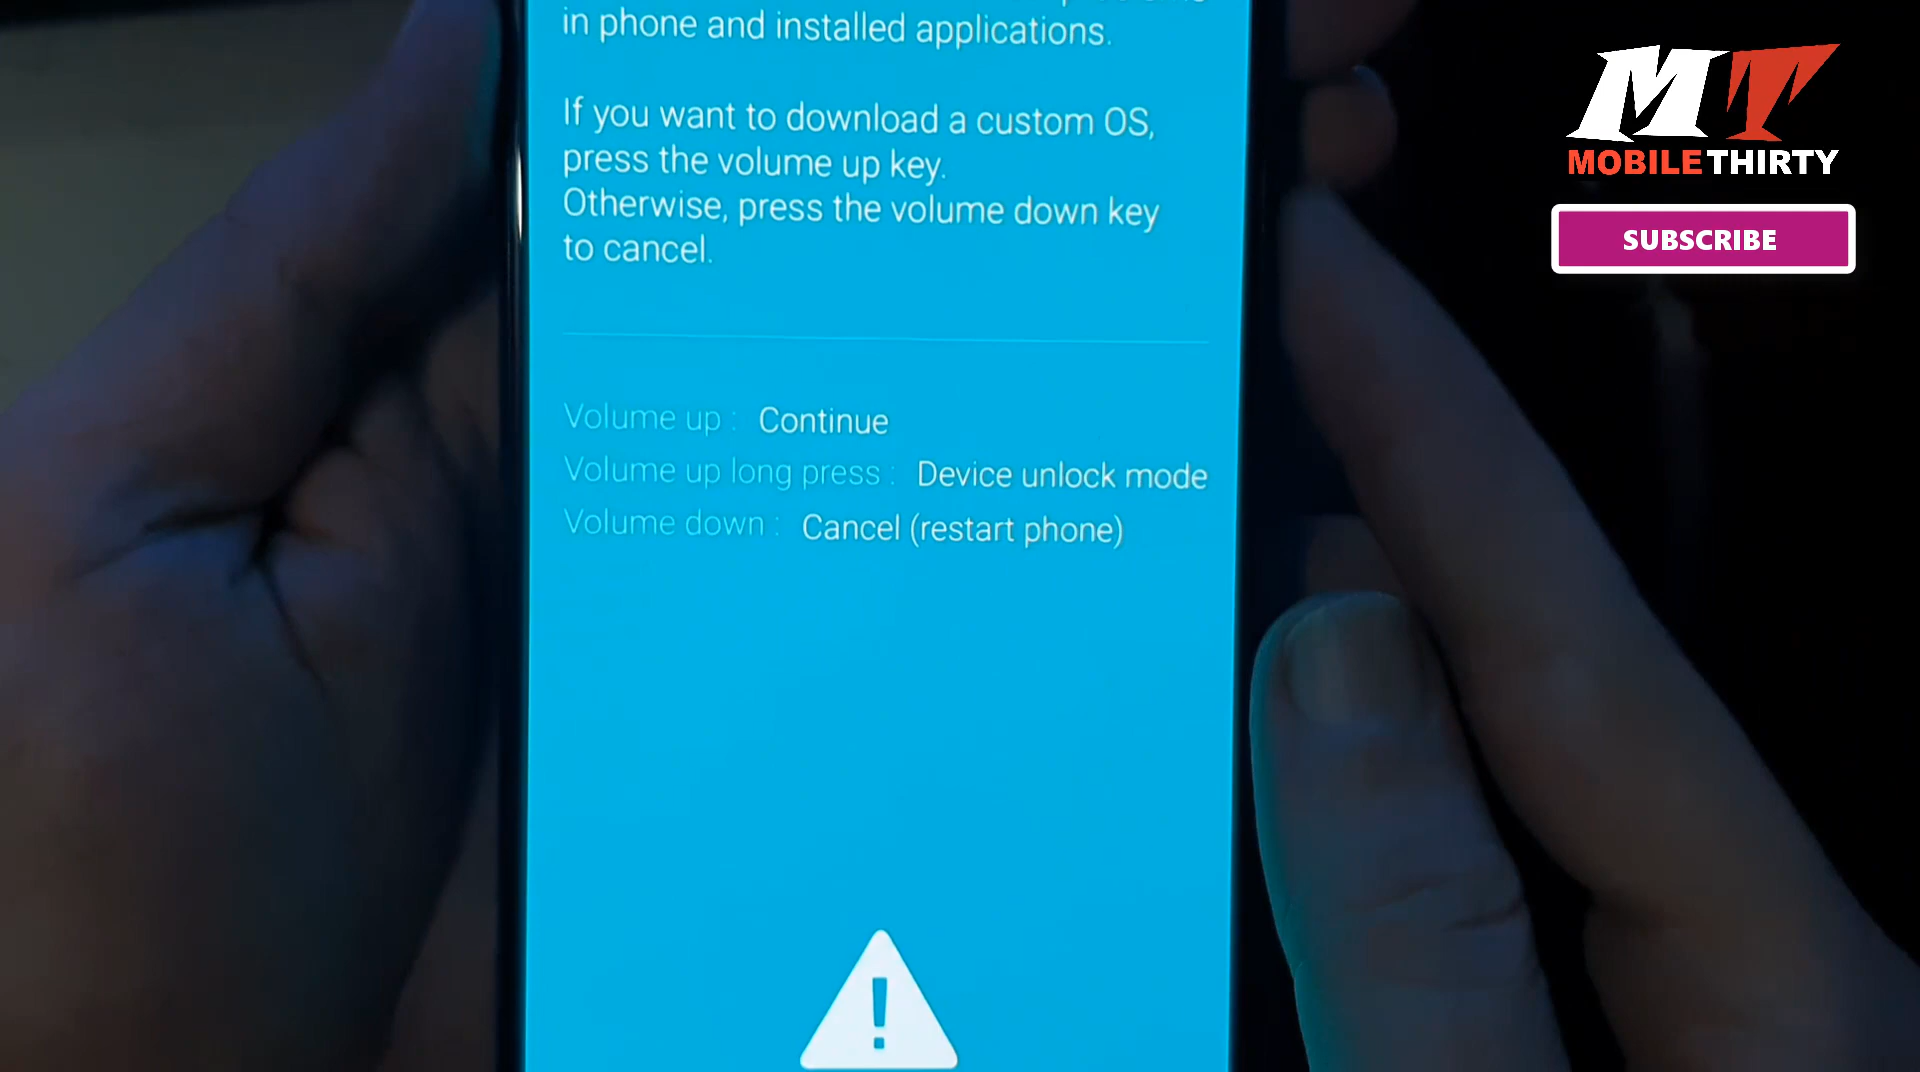 in phone and installed applications.
If you want to download a custom OS,
press the volume up key.
Otherwise, press the volume down key
to cancel.
Volume up : Continue
Volume up long press : Device unlock mode
Volume down : Cancel (restart phone)
MT
MOBILETHIRTY
SUBSCRIBE